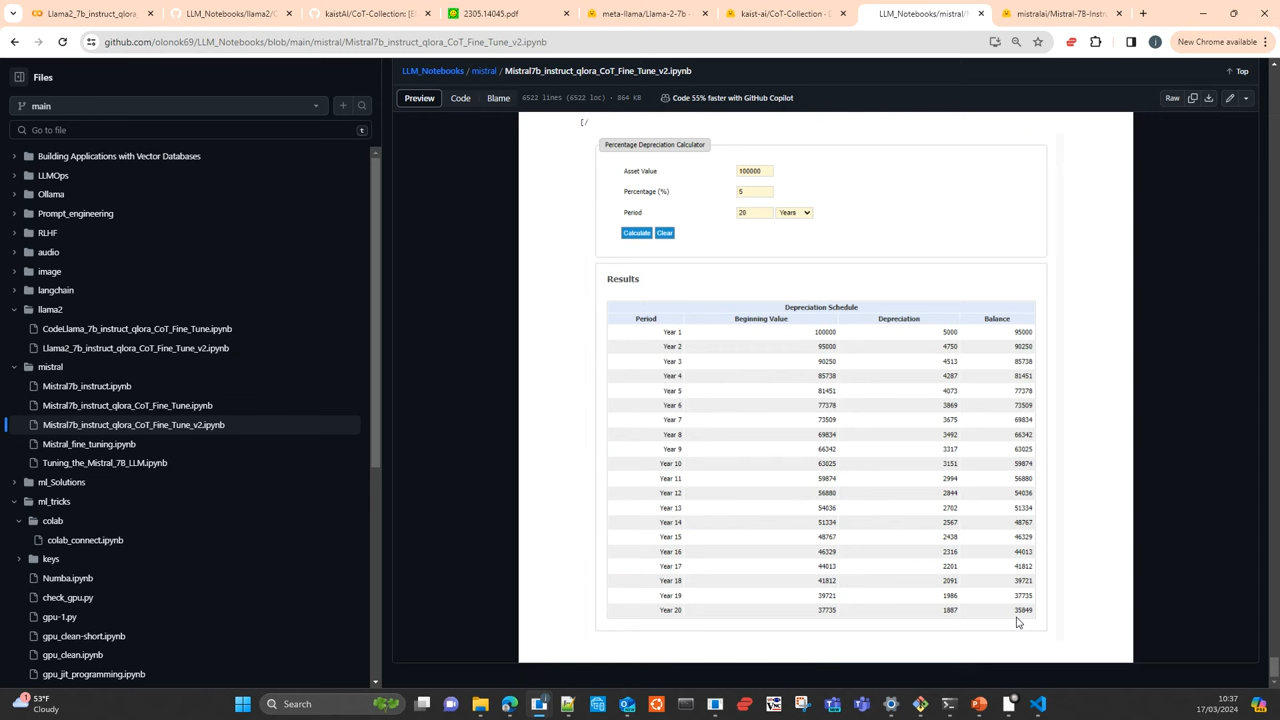 Llama2_7b_instruct_qlora_CoT
LLM_Notebooks/llama2/
kaistAI/CoT-Collection: [E
2305.14045.pdf
meta-llama/Llama-2-7b
kaist-ai/CoT-Collection
LLM_Notebooks/mistral/
mistralai/Mistral-7B-Instr
github.com/olonok69/LLM_Notebooks/blob/main/mistral/Mistral7b_instruct_qlora_CoT_Fine_Tune_v2.ipynb
New Chrome available
Files
LLM_Notebooks / mistral / Mistral7b_instruct_qlora_CoT_Fine_Tune_v2.ipynb
Top
main
Preview Code Blame 6522 lines (6522 loc) · 864 KB Code 55% faster with GitHub Copilot Raw
Go to file t
Building Applications with Vector Databases
LLMOps
Ollama
Prompt_engineering
RLHF
audio
image
langchain
llama2
CodeLlama_7b_instruct_qlora_CoT_Fine_Tune.ipynb
Llama2_7b_instruct_qlora_CoT_Fine_Tune_v2.ipynb
mistral
Mistral7b_instruct.ipynb
Mistral7b_instruct_qlora_CoT_Fine_Tune.ipynb
Mistral7b_instruct_qlora_CoT_Fine_Tune_v2.ipynb
Mistral_fine_tuning.ipynb
Tuning_the_Mistral_7B_LLM.ipynb
ml_Solutions
ml_tricks
colab
colab_connect.ipynb
keys
Numba.ipynb
check_gpu.py
gpu-1.py
gpu_clean-short.ipynb
gpu_clean.ipynb
gpu_jit_programming.ipynb
[/
Percentage Depreciation Calculator
Asset Value 100000
Percentage (%) 5
Period 20 Years
Calculate Clear
Results
Depreciation Schedule
Period Beginning Value Depreciation Balance
Year 1 100000 5000 95000
Year 2 95000 4750 90250
Year 3 90250 4513 85738
Year 4 85738 4287 81451
Year 5 81451 4073 77378
Year 6 77378 3869 73509
Year 7 73509 3675 69834
Year 8 69834 3492 66342
Year 9 66342 3317 63025
Year 10 63025 3151 59874
Year 11 59874 2994 56880
Year 12 56880 2844 54036
Year 13 54036 2702 51334
Year 14 51334 2567 48767
Year 15 48767 2438 46329
Year 16 46329 2316 44013
Year 17 44013 2201 41812
Year 18 41812 2091 39721
Year 19 39721 1986 37735
Year 20 37735 1887 35849
53°F
Cloudy
Search
10:37
17/03/2024